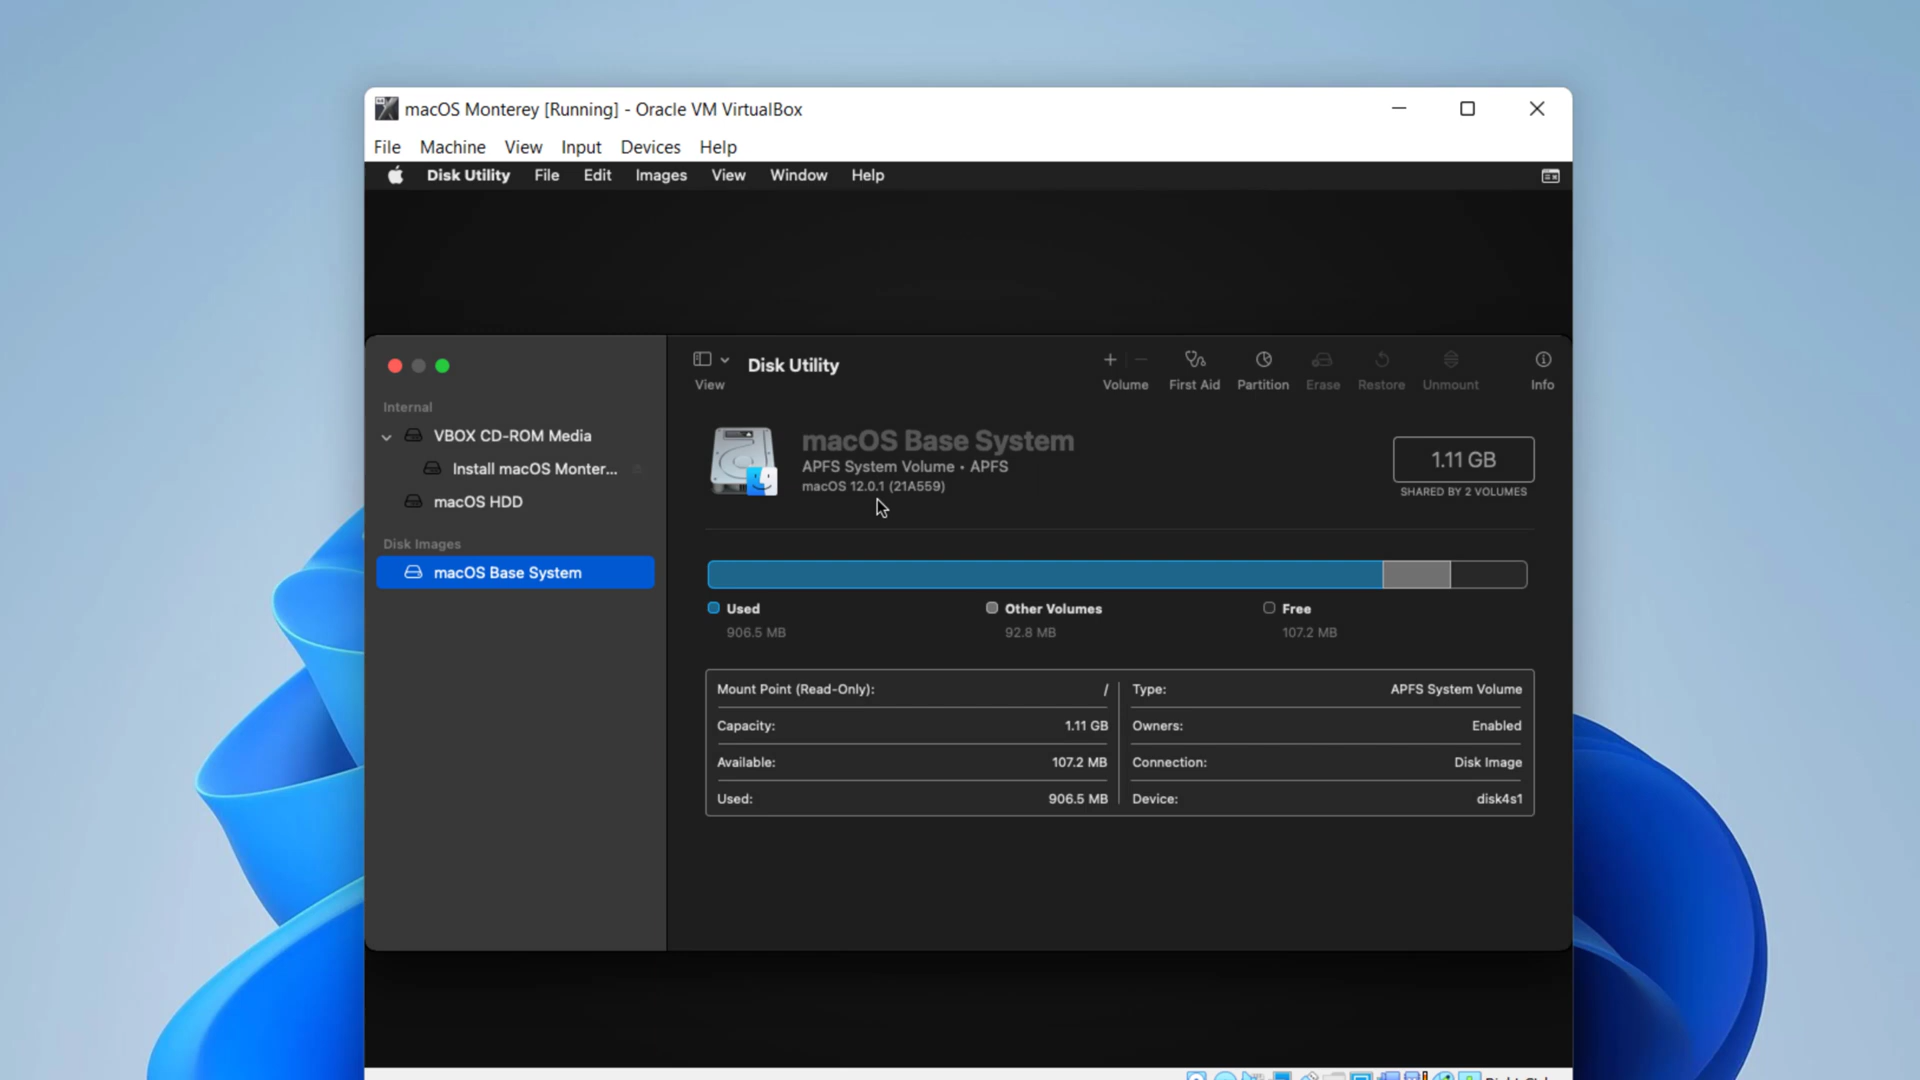 macOS Monterey [Running] - Oracle VM VirtualBox
File Machine View Input Devices Help
Disk Utility File Edit Images View Window Help
View
Disk Utility
Volume First Aid Partition Erase Restore Unmount Info
Internal
VBOX CD-ROM Media
Install macOS Monter...
macOS HDD
Disk Images
macOS Base System
macOS Base System
APFS System Volume • APFS
macOS 12.0.1 (21A559)
1.11 GB
SHARED BY 2 VOLUMES
Used
906.5 MB
Other Volumes
92.8 MB
Free
107.2 MB
Mount Point (Read-Only): /
Capacity: 1.11 GB
Available: 107.2 MB
Used: 906.5 MB
Type: APFS System Volume
Owners: Enabled
Connection: Disk Image
Device: disk4s1